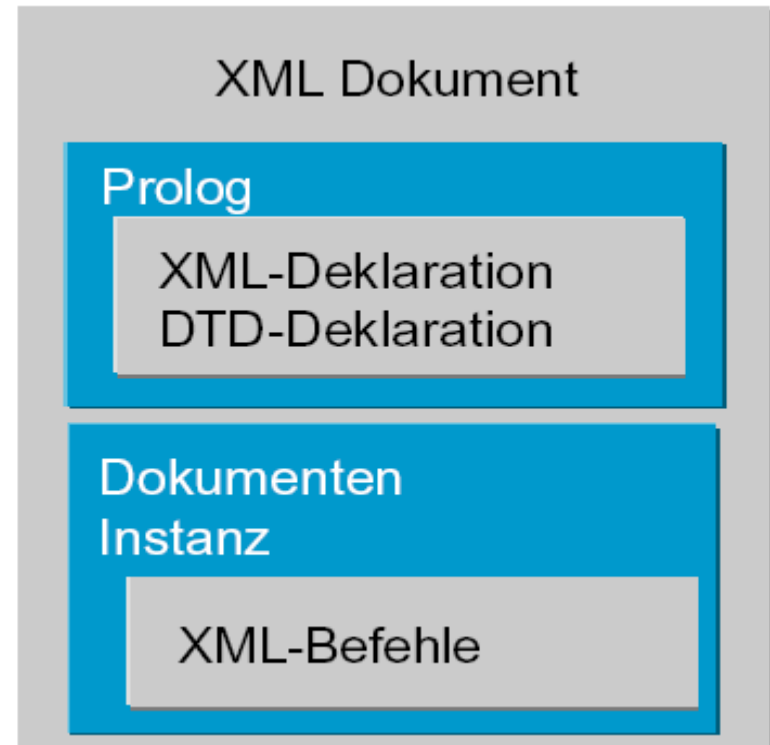 XML Dokument
Prolog
XML-Deklaration
DTD-Deklaration
Dokumenten
Instanz
XML-Befehle